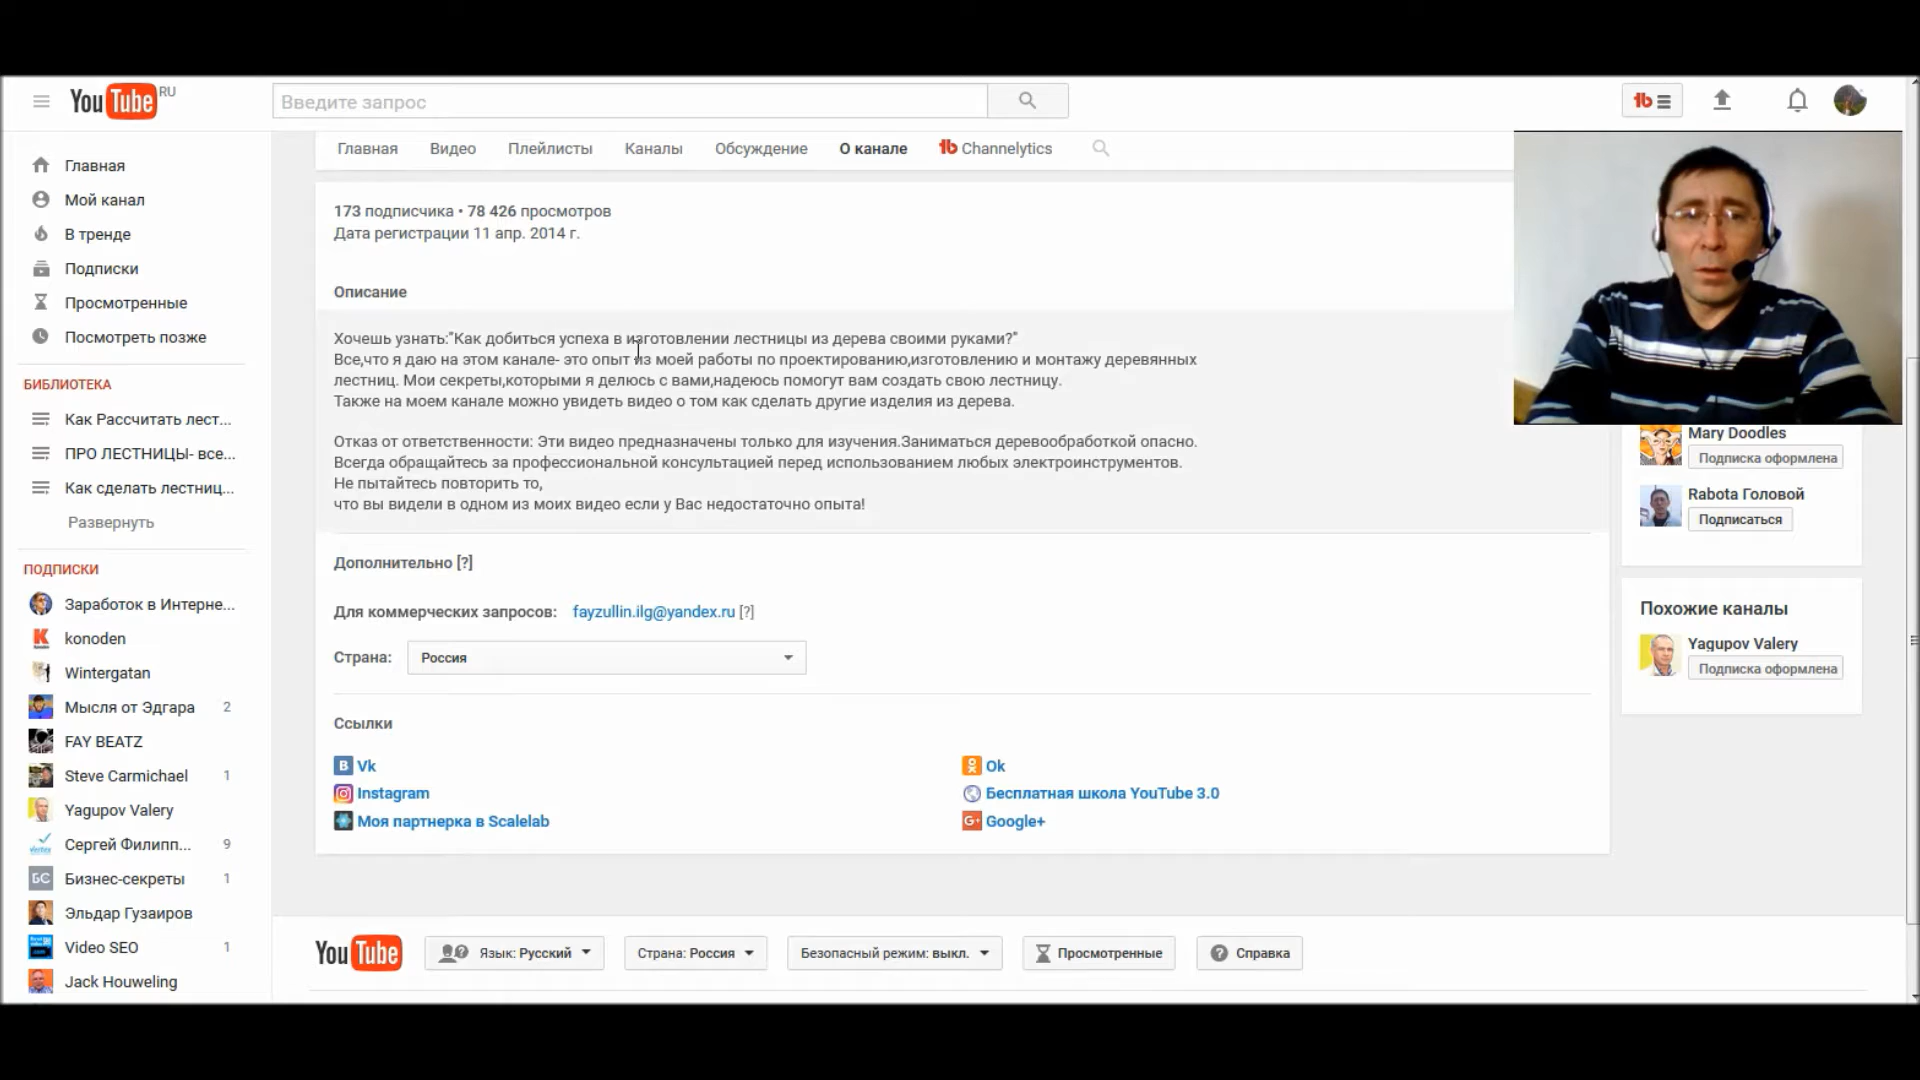 YouTube RU
Введите запрос
Главная
Мой канал
В тренде
Подписки
Просмотренные
Посмотреть позже
БИБЛИОТЕКА
Как Рассчитать лест...
ПРО ЛЕСТНИЦЫ- все...
Как сделать лестниц...
Развернуть
ПОДПИСКИ
Заработок в Интерне...
konoden
Wintergatan
Мысля от Эдгара 2
FAY BEATZ
Steve Carmichael 1
Yagupov Valery
Сергей Филипп... 9
Бизнес-секреты 1
Эльдар Гузаиров
Video SEO 1
Jack Houweling
Главная Видео Плейлисты Каналы Обсуждение О канале Channelytics
173 подписчика • 78 426 просмотров
Дата регистрации 11 апр. 2014 г.
Описание
Хочешь узнать:"Как добиться успеха в изготовлении лестницы из дерева своими руками?"
Все,что я даю на этом канале- это опыт из моей работы по проектированию,изготовлению и монтажу деревянных
лестниц. Мои секреты,которыми я делюсь с вами,надеюсь помогут вам создать свою лестницу.
Также на моем канале можно увидеть видео о том как сделать другие изделия из дерева.
Отказ от ответственности: Эти видео предназначены только для изучения.Заниматься деревообработкой опасно.
Всегда обращайтесь за профессиональной консультацией перед использованием любых электроинструментов.
Не пытайтесь повторить то,
что вы видели в одном из моих видео если у Вас недостаточно опыта!
Дополнительно [?]
Для коммерческих запросов: fayzullin.ilg@yandex.ru [?]
Страна: Россия
Ссылки
Vk
Instagram
Моя партнерка в Scalelab
Ok
Бесплатная школа YouTube 3.0
Google+
Mary Doodles
Подписка оформлена
Rabota Головой
Подписаться
Похожие каналы
Yagupov Valery
Подписка оформлена
YouTube Язык: Русский Страна: Россия Безопасный режим: выкл. Просмотренные Справка